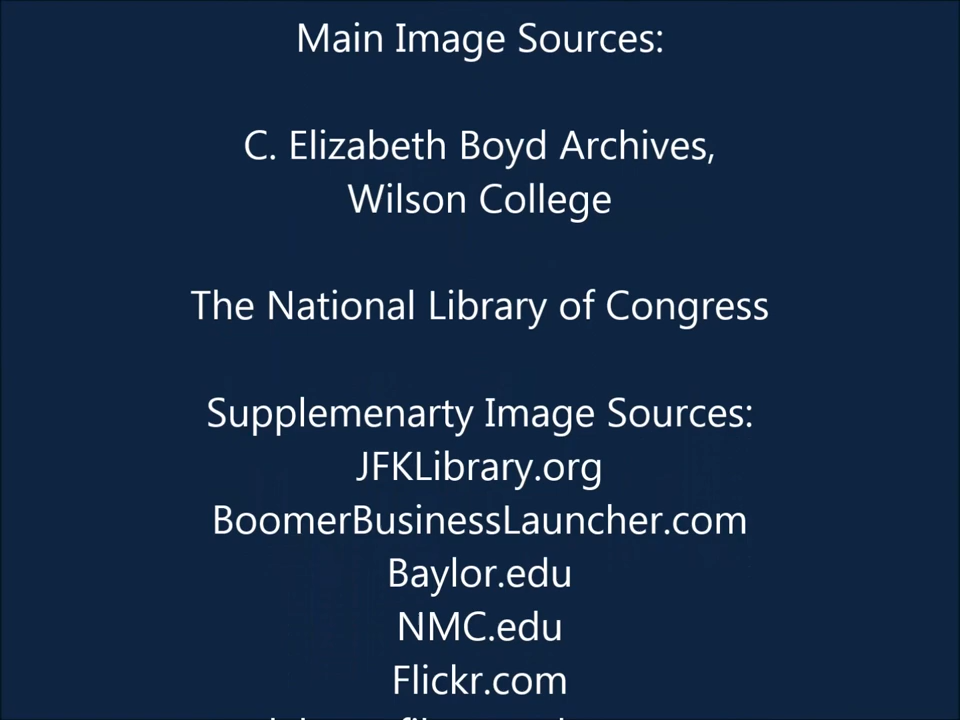 Main Image Sources:
C. Elizabeth Boyd Archives,
Wilson College
The National Library of Congress
Supplemenarty Image Sources:
JFKLibrary.org
BoomerBusinessLauncher.com
Baylor.edu
NMC.edu
Flickr.com